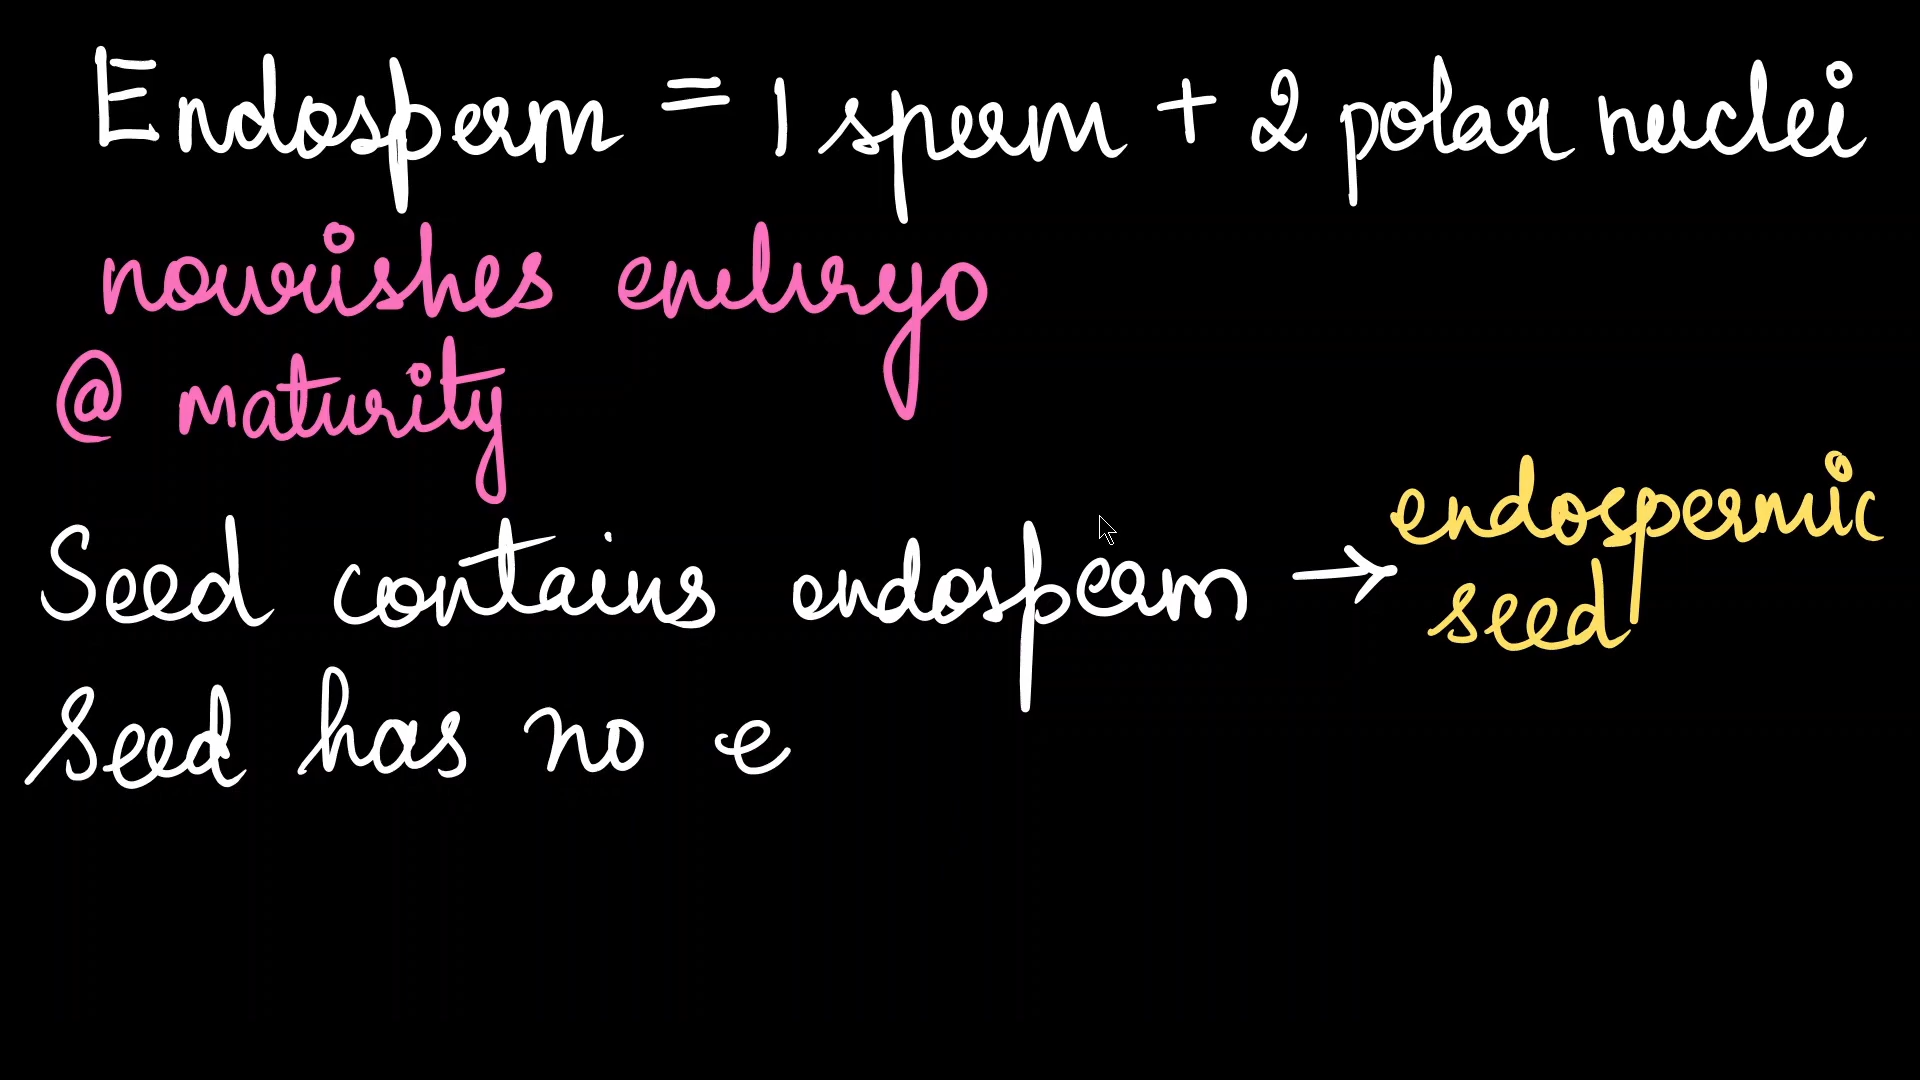 Endosperm = 1 sperm + 2 polar nuclei
nourishes embryo
@ maturity
Seed contains endosperm → endospermic
seed
Seed has no e